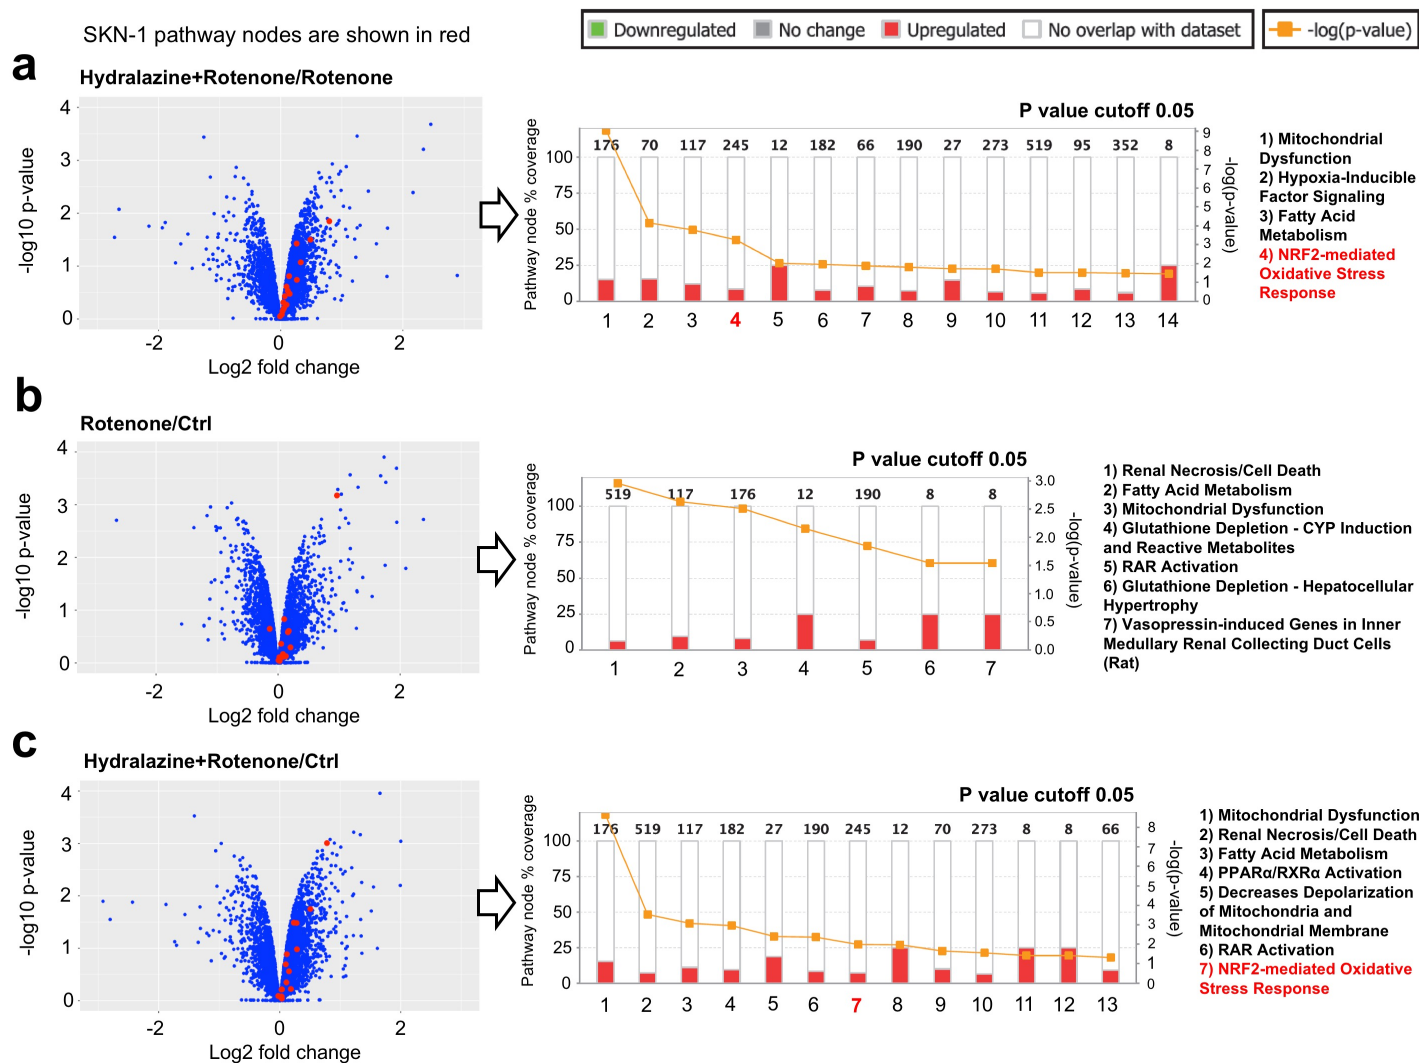 SKN-1 pathway nodes are shown in red
Downregulated No change Upregulated No overlap with dataset -log(p-value)
a
Hydralazine+Rotenone/Rotenone
4
3
2
1
0
-log10 p-value
-2 0 2
Log2 fold change
P value cutoff 0.05
Pathway node % coverage
100
75
50
25
0
176 70 117 245 12 182 66 190 27 273 519 95 352 8
9
8
7
6
5
4
3
2
1
0
-log(p-value)
1 2 3 4 5 6 7 8 9 10 11 12 13 14
1) Mitochondrial
Dysfunction
2) Hypoxia-Inducible
Factor Signaling
3) Fatty Acid
Metabolism
4) NRF2-mediated
Oxidative Stress
Response
b
Rotenone/Ctrl
4
3
2
1
0
-log10 p-value
-2 0 2
Log2 fold change
P value cutoff 0.05
Pathway node % coverage
100
75
50
25
0
519 117 176 12 190 8 8
3.0
2.5
2.0
1.5
1.0
0.5
0.0
-log(p-value)
1 2 3 4 5 6 7
1) Renal Necrosis/Cell Death
2) Fatty Acid Metabolism
3) Mitochondrial Dysfunction
4) Glutathione Depletion - CYP Induction
and Reactive Metabolites
5) RAR Activation
6) Glutathione Depletion - Hepatocellular
Hypertrophy
7) Vasopressin-induced Genes in Inner
Medullary Renal Collecting Duct Cells
(Rat)
c
Hydralazine+Rotenone/Ctrl
4
3
2
1
0
-log10 p-value
-2 0 2
Log2 fold change
P value cutoff 0.05
Pathway node % coverage
100
75
50
25
0
176 519 117 182 27 190 245 12 70 273 8 8 66
8
7
6
5
4
3
2
1
0
-log(p-value)
1 2 3 4 5 6 7 8 9 10 11 12 13
1) Mitochondrial Dysfunction
2) Renal Necrosis/Cell Death
3) Fatty Acid Metabolism
4) PPARα/RXRα Activation
5) Decreases Depolarization
of Mitochondria and
Mitochondrial Membrane
6) RAR Activation
7) NRF2-mediated Oxidative
Stress Response